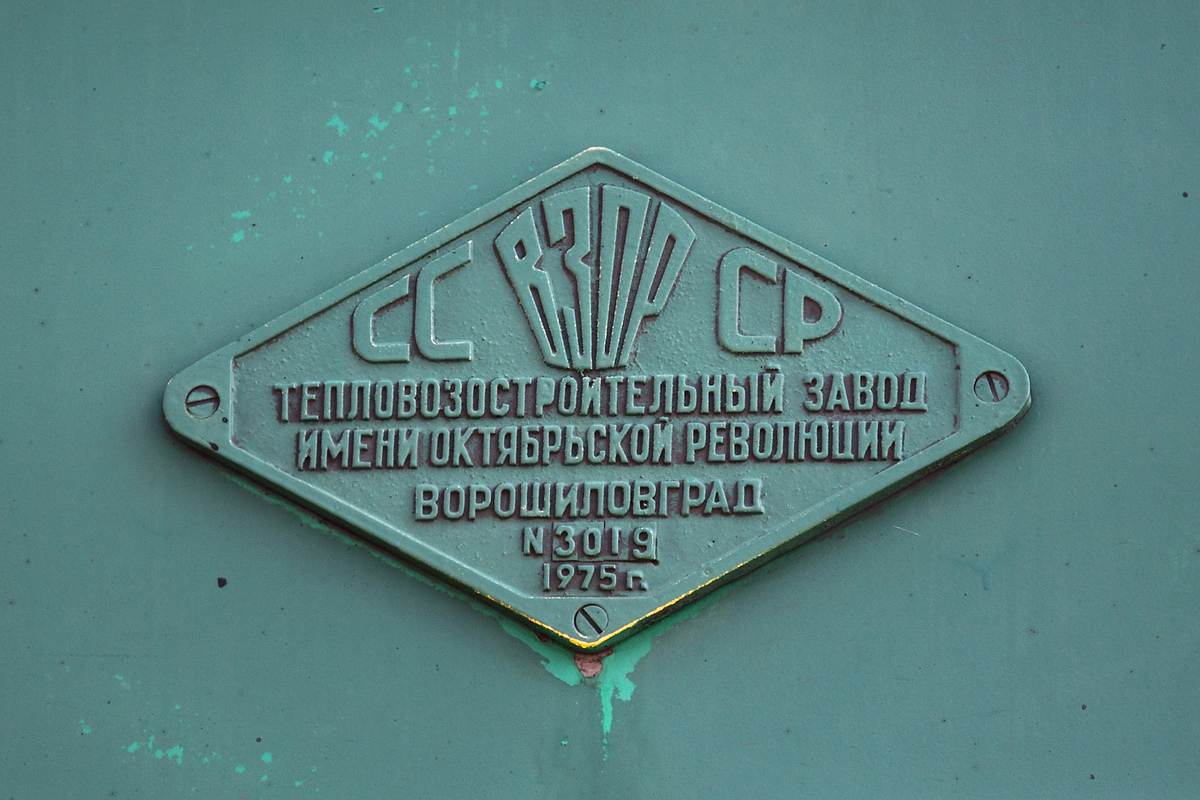 СС ВЗОР СР
ТЕПЛОВОЗОСТРОИТЕЛЬНЫЙ ЗАВОД
ИМЕНИ ОКТЯБРЬСКОЙ РЕВОЛЮЦИИ
ВОРОШИЛОВГРАД
N 3019
1975 г.